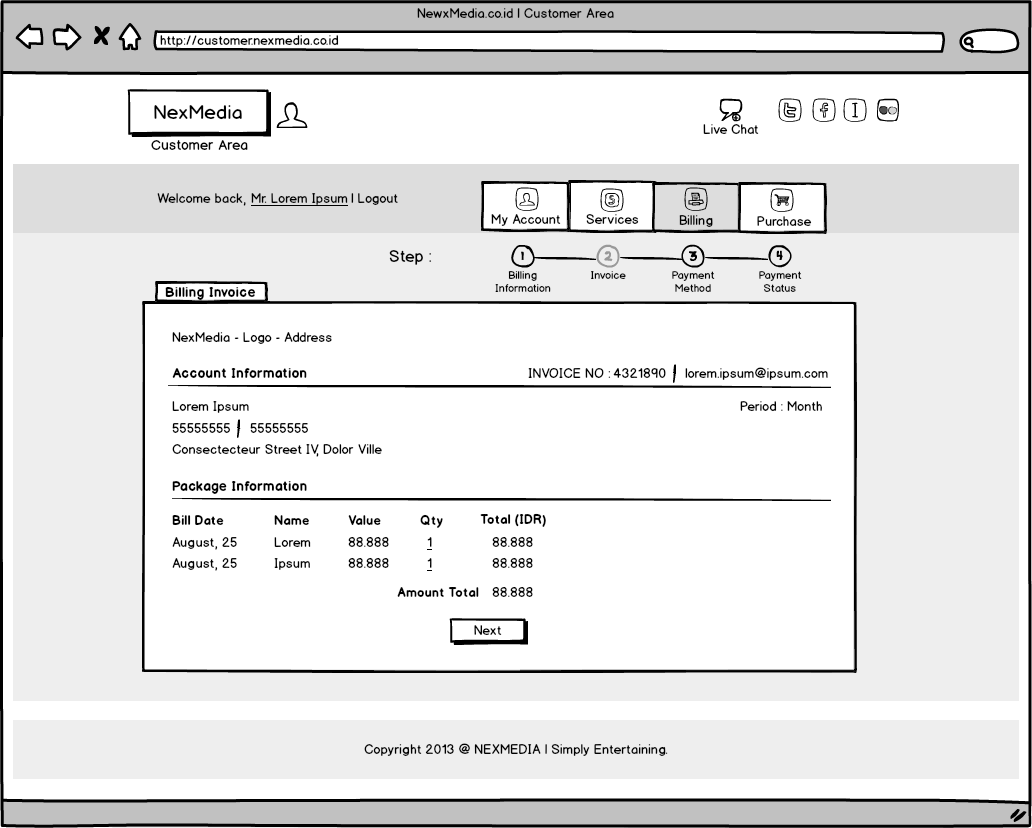 NewxMedia.co.id | Customer Area
http://customer.nexmedia.co.id
NexMedia
Customer Area
Live Chat
Welcome back, Mr. Lorem Ipsum | Logout
My Account
Services
Billing
Purchase
Step :
1
2
3
4
Billing
Information
Invoice
Payment
Method
Payment
Status
Billing Invoice
NexMedia - Logo - Address
Account Information
INVOICE NO : 4321890 | lorem.ipsum@ipsum.com
Lorem Ipsum
Period : Month
55555555 | 55555555
Consectecteur Street IV, Dolor Ville
Package Information
Bill Date Name Value Qty Total (IDR)
August, 25 Lorem 88.888 1 88.888
August, 25 Ipsum 88.888 1 88.888
Amount Total 88.888
Next
Copyright 2013 @ NEXMEDIA | Simply Entertaining.